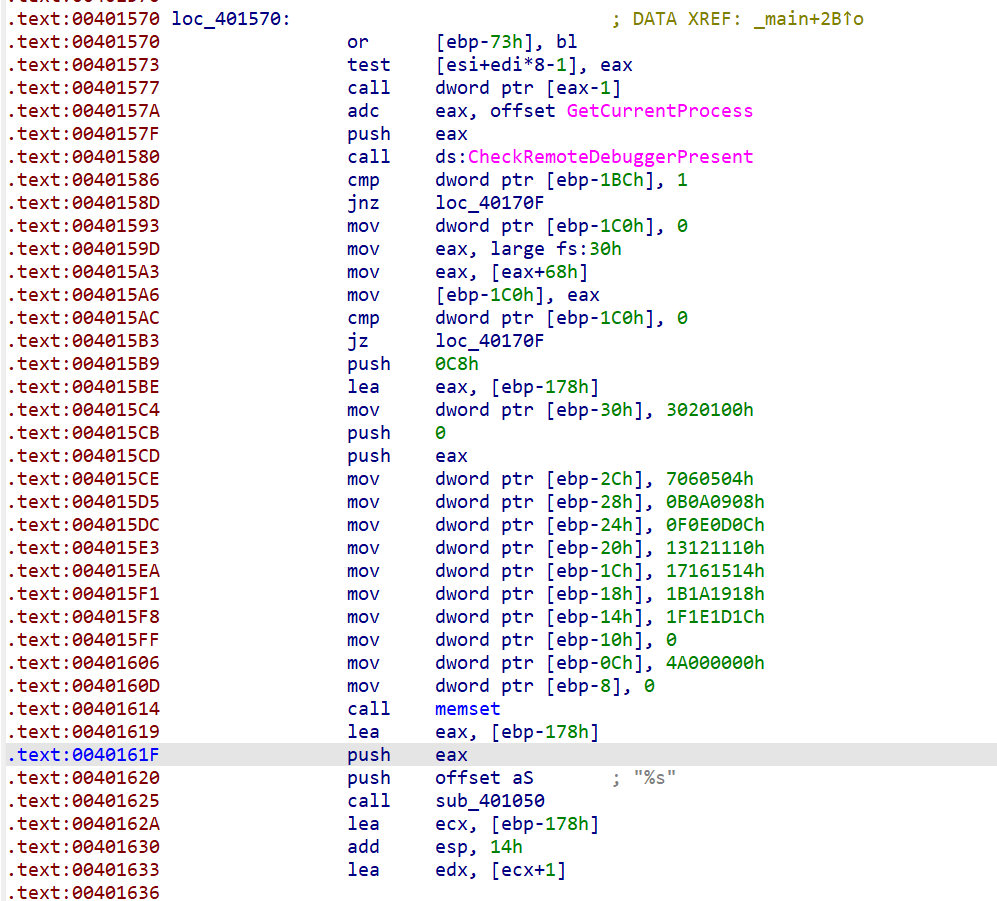 .text:00401570 loc_401570: ; DATA XREF: _main+2B↑o
.text:00401570 or [ebp-73h], bl
.text:00401573 test [esi+edi*8-1], eax
.text:00401577 call dword ptr [eax-1]
.text:0040157A adc eax, offset GetCurrentProcess
.text:0040157F push eax
.text:00401580 call ds:CheckRemoteDebuggerPresent
.text:00401586 cmp dword ptr [ebp-1BCh], 1
.text:0040158D jnz loc_40170F
.text:00401593 mov dword ptr [ebp-1C0h], 0
.text:0040159D mov eax, large fs:30h
.text:004015A3 mov eax, [eax+68h]
.text:004015A6 mov [ebp-1C0h], eax
.text:004015AC cmp dword ptr [ebp-1C0h], 0
.text:004015B3 jz loc_40170F
.text:004015B9 push 0C8h
.text:004015BE lea eax, [ebp-178h]
.text:004015C4 mov dword ptr [ebp-30h], 3020100h
.text:004015CB push 0
.text:004015CD push eax
.text:004015CE mov dword ptr [ebp-2Ch], 7060504h
.text:004015D5 mov dword ptr [ebp-28h], 0B0A0908h
.text:004015DC mov dword ptr [ebp-24h], 0F0E0D0Ch
.text:004015E3 mov dword ptr [ebp-20h], 13121110h
.text:004015EA mov dword ptr [ebp-1Ch], 17161514h
.text:004015F1 mov dword ptr [ebp-18h], 1B1A1918h
.text:004015F8 mov dword ptr [ebp-14h], 1F1E1D1Ch
.text:004015FF mov dword ptr [ebp-10h], 0
.text:00401606 mov dword ptr [ebp-0Ch], 4A000000h
.text:0040160D mov dword ptr [ebp-8], 0
.text:00401614 call memset
.text:00401619 lea eax, [ebp-178h]
.text:0040161F push eax
.text:00401620 push offset aS ; "%s"
.text:00401625 call sub_401050
.text:0040162A lea ecx, [ebp-178h]
.text:00401630 add esp, 14h
.text:00401633 lea edx, [ecx+1]
.text:00401636